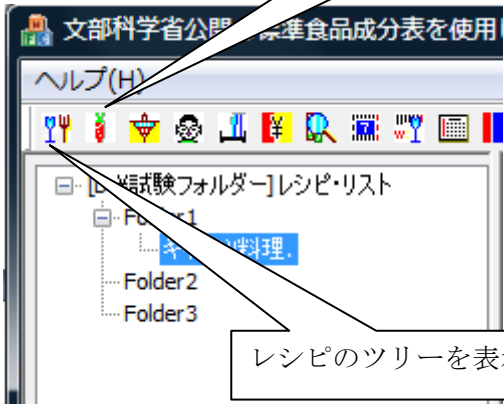 文部科学省公開 標準食品成分表を使用
ヘルプ(H)
¥試験フォルダー]レシピ・リスト
Folder1
料理.
Folder2
Folder3
レシピのツリーを表